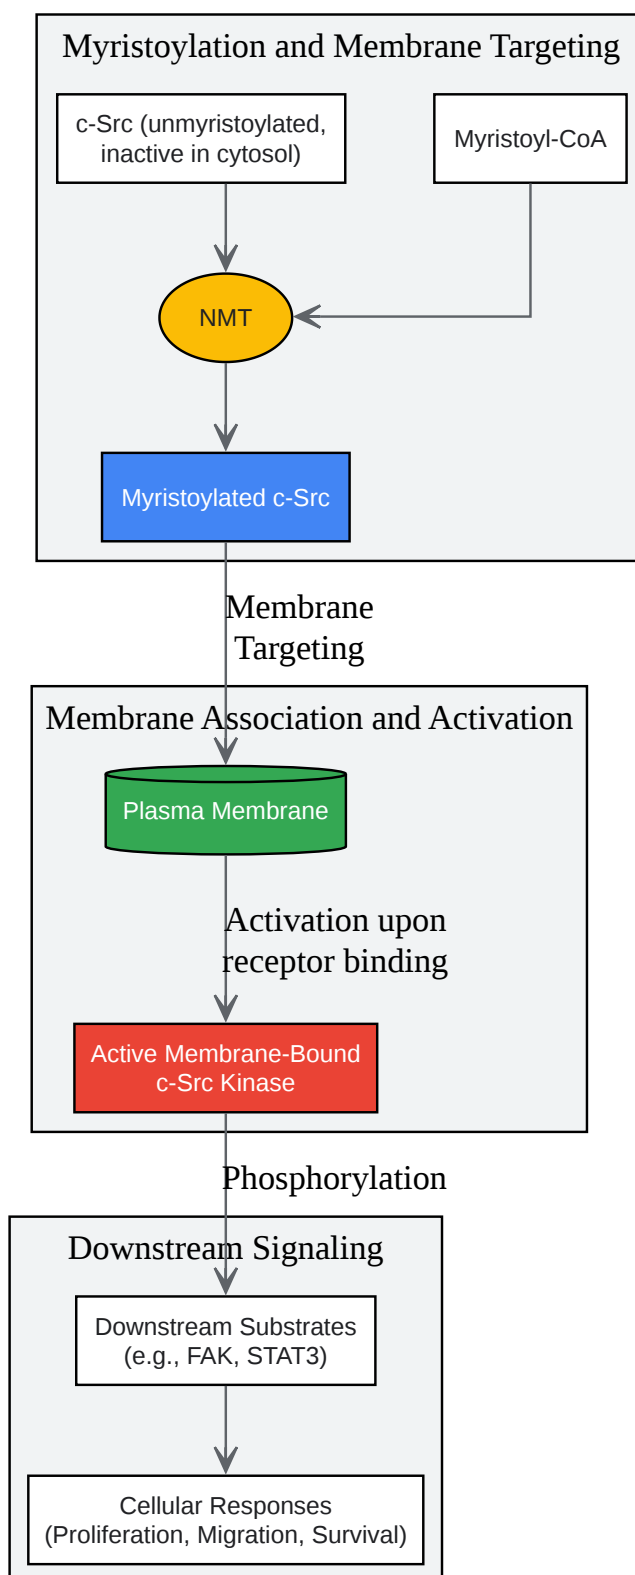 Myristoylation and Membrane Targeting
c-Src (unmyristoylated,
inactive in cytosol)
Myristoyl-CoA
NMT
Myristoylated c-Src
Membrane
Targeting
Membrane Association and Activation
Plasma Membrane
Activation upon
receptor binding
Active Membrane-Bound
c-Src Kinase
Phosphorylation
Downstream Signaling
Downstream Substrates
(e.g., FAK, STAT3)
Cellular Responses
(Proliferation, Migration, Survival)